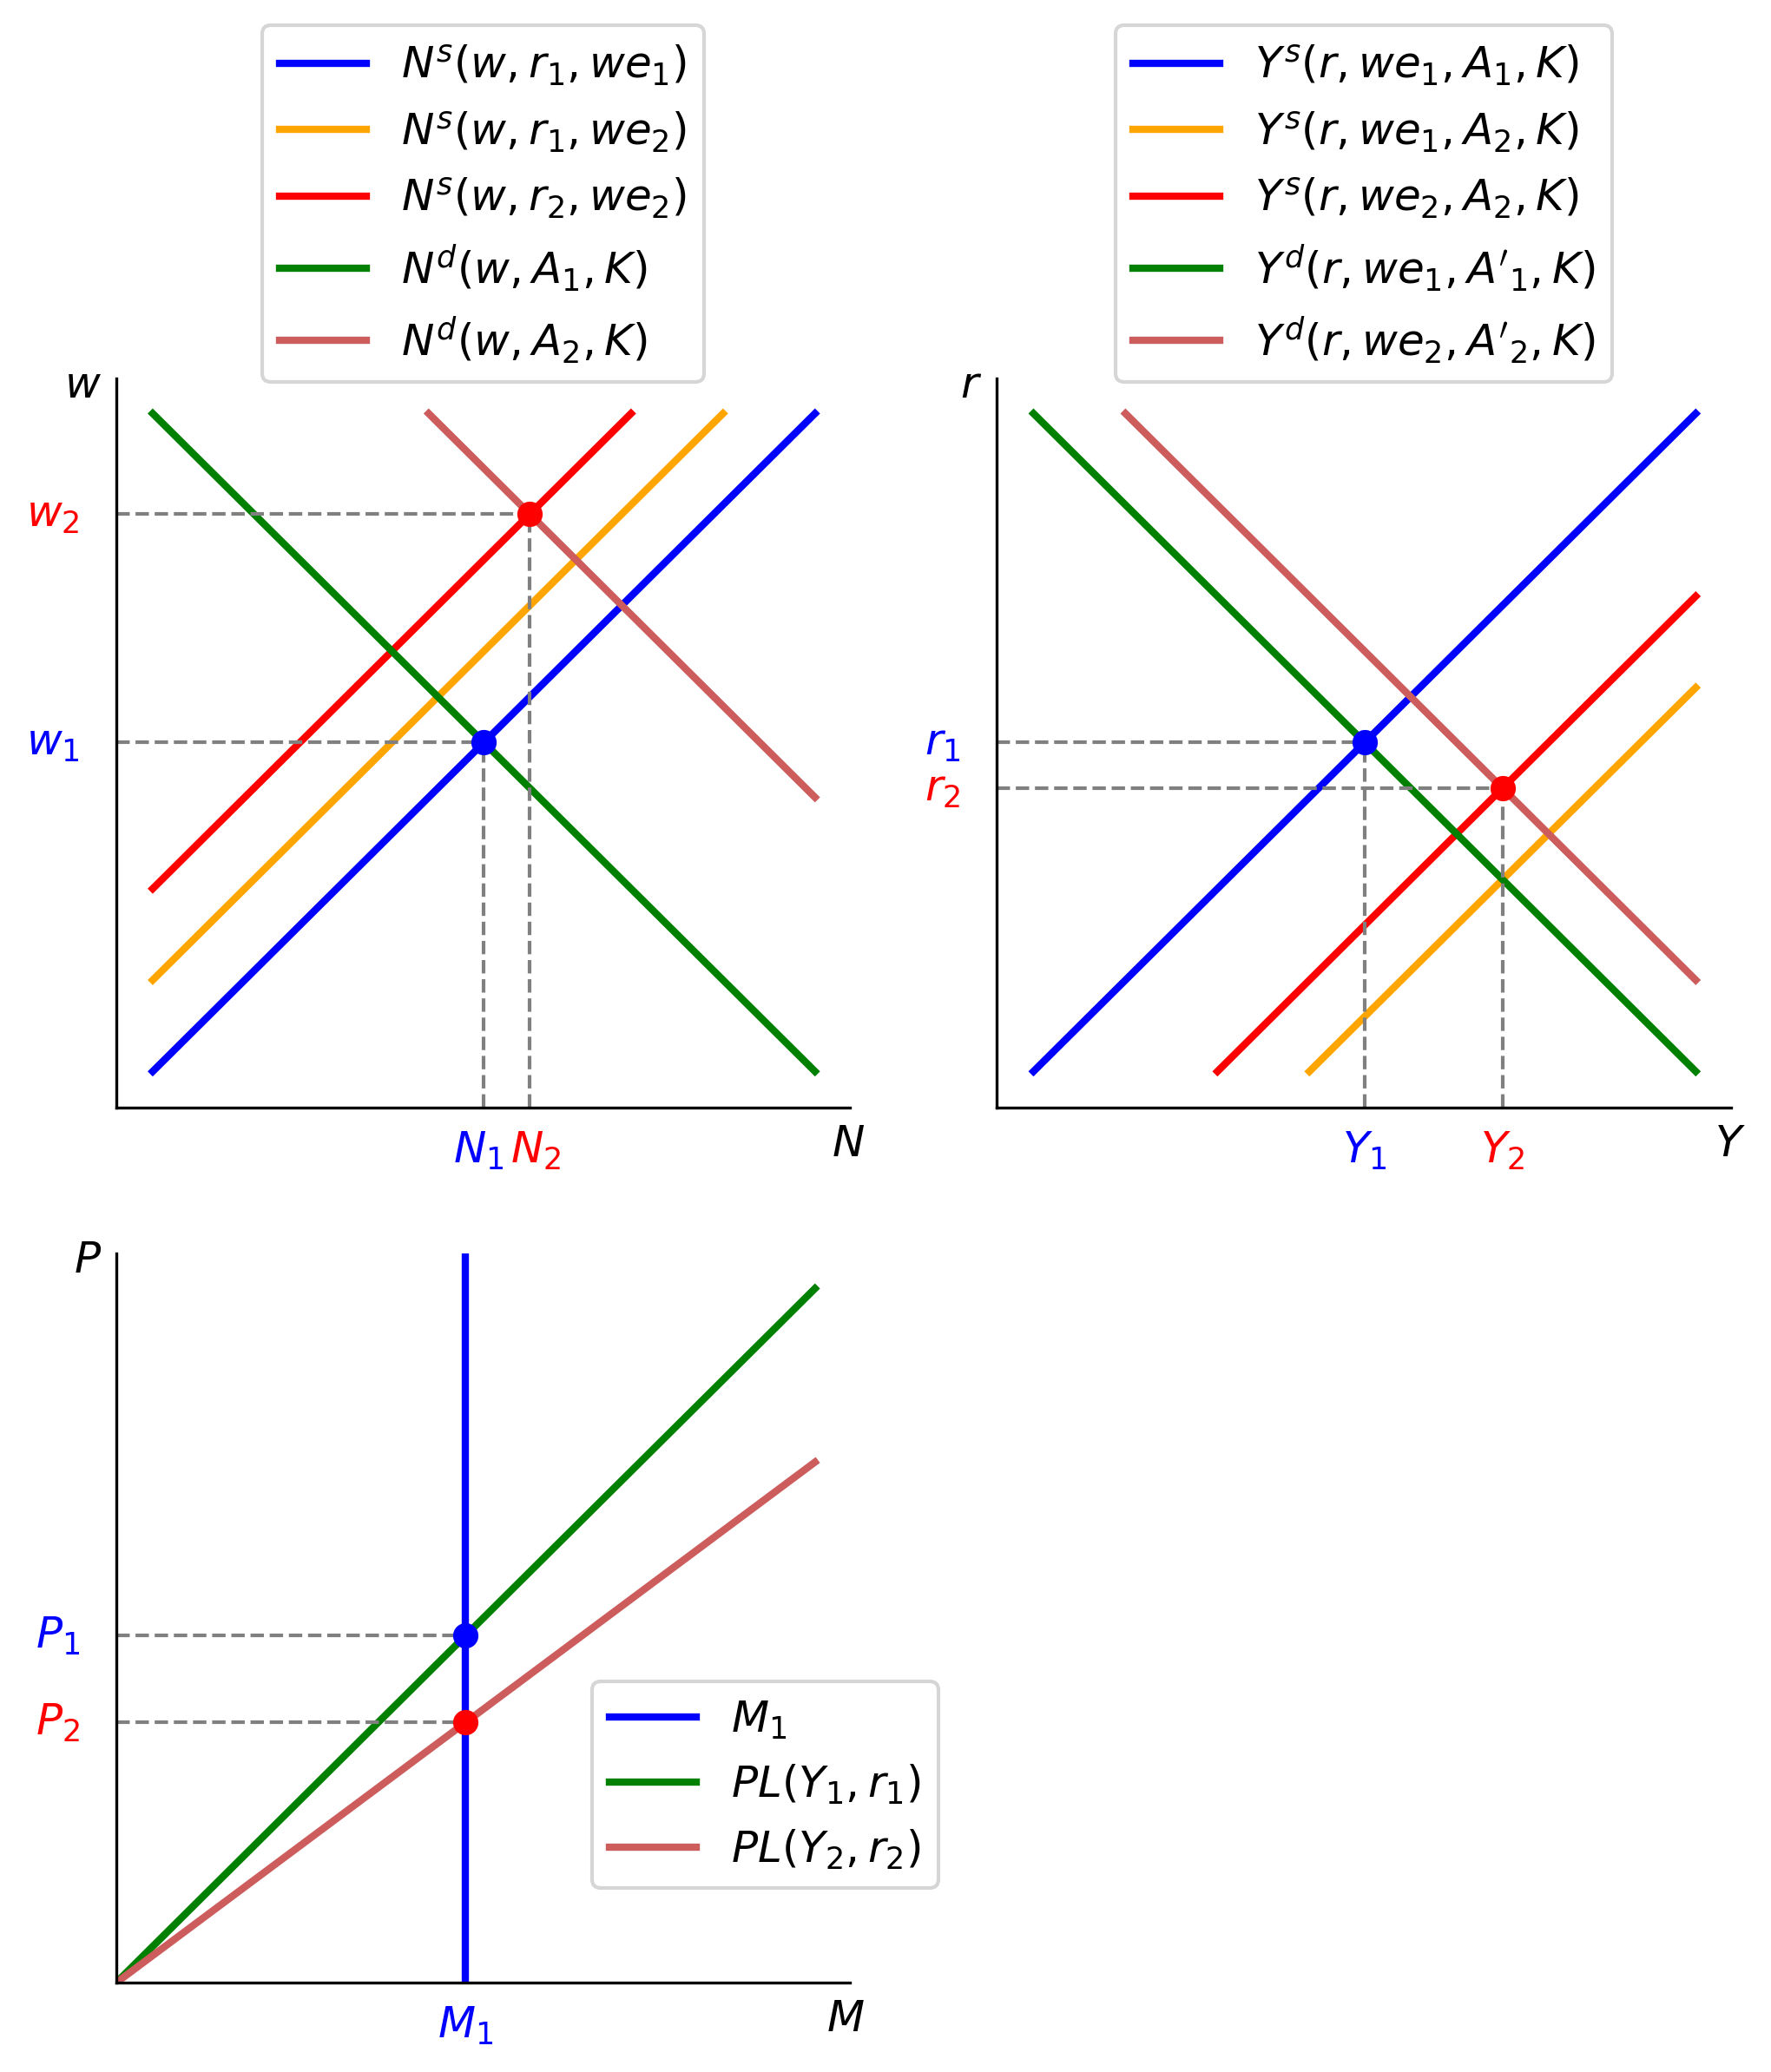 N^s(w, r_1, we_1)
N^s(w, r_1, we_2)
N^s(w, r_2, we_2)
N^d(w, A_1, K)
N^d(w, A_2, K)
w
w_2
w_1
N_1
N_2
N
Y^s(r, we_1, A_1, K)
Y^s(r, we_1, A_2, K)
Y^s(r, we_2, A_2, K)
Y^d(r, we_1, A′_1, K)
Y^d(r, we_2, A′_2, K)
r
r_1
r_2
Y_1
Y_2
Y
P
P_1
P_2
M_1
PL(Y_1, r_1)
PL(Y_2, r_2)
M_1
M